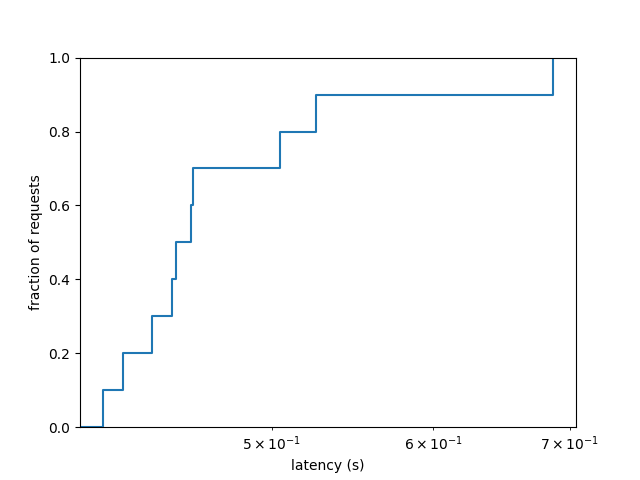 1.0
0.8
0.6
0.4
0.2
0.0
fraction of requests
5 × 10⁻¹
6 × 10⁻¹
7 × 10⁻¹
latency (s)